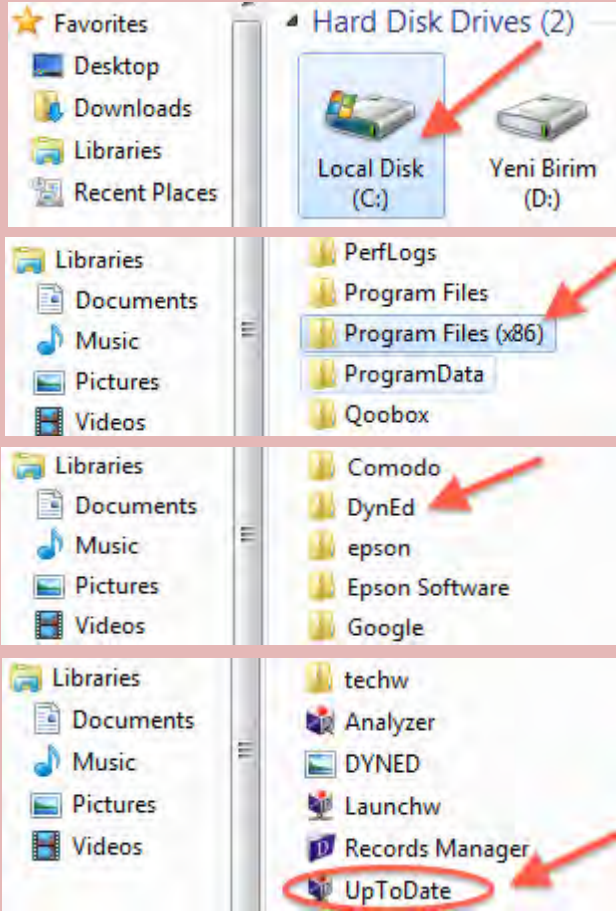 Favorites
Desktop
Downloads
Libraries
Recent Places
Hard Disk Drives (2)
Local Disk
(C:)
Yeni Birim
(D:)
Libraries
Documents
Music
Pictures
Videos
PerfLogs
Program Files
Program Files (x86)
ProgramData
Qoobox
Libraries
Documents
Music
Pictures
Videos
Comodo
DynEd
epson
Epson Software
Google
Libraries
Documents
Music
Pictures
Videos
techw
Analyzer
DYNED
Launchw
Records Manager
UpToDate